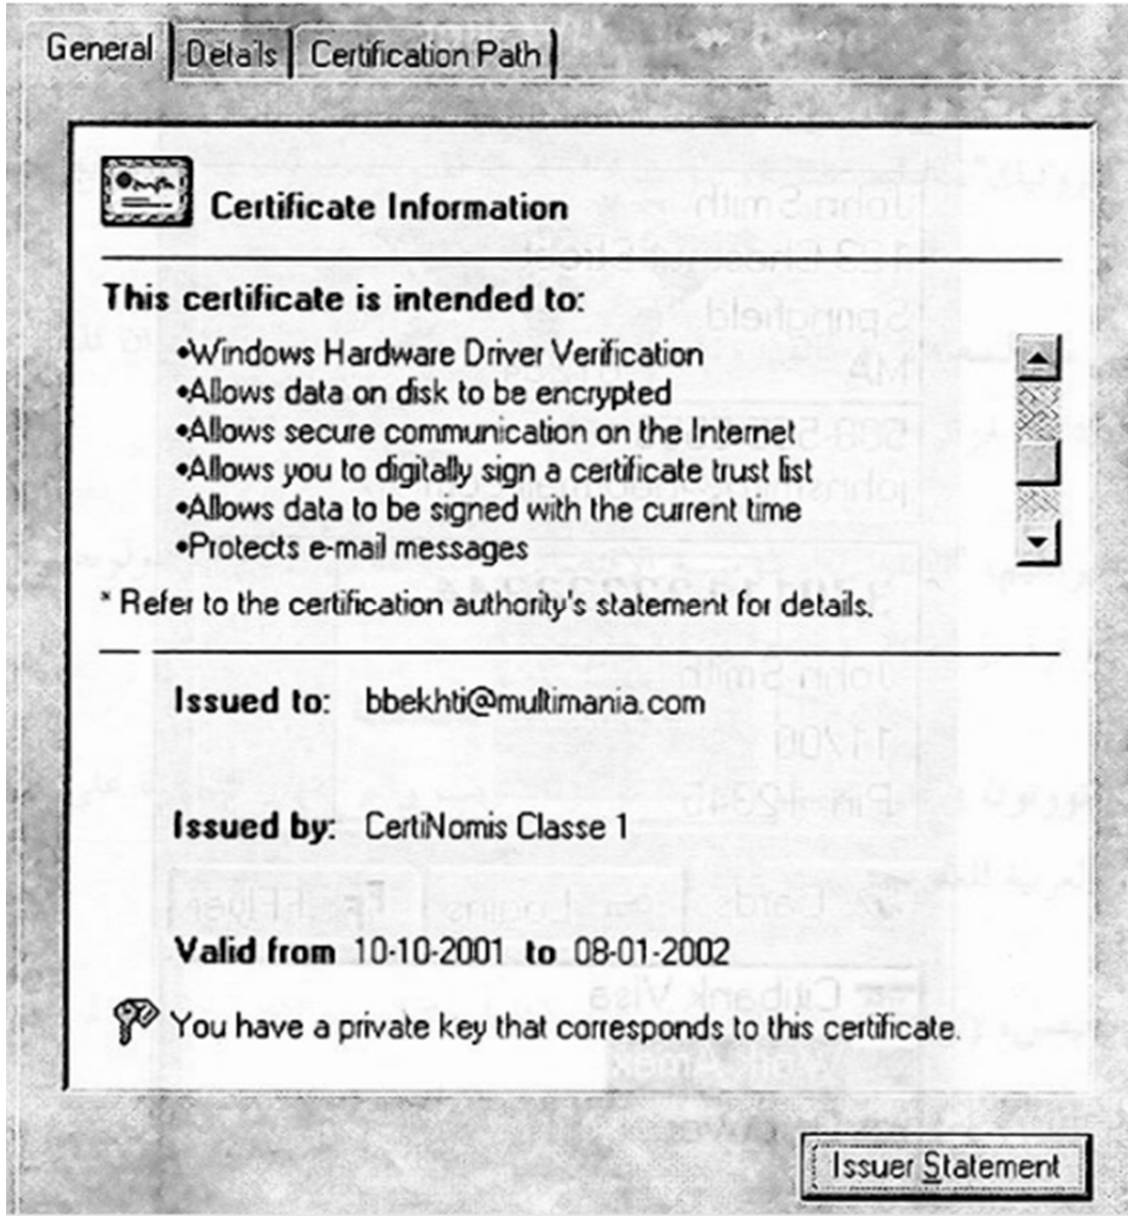 General Details Certification Path
Certificate Information
This certificate is intended to:
•Windows Hardware Driver Verification
•Allows data on disk to be encrypted
•Allows secure communication on the Internet
•Allows you to digitally sign a certificate trust list
•Allows data to be signed with the current time
•Protects e-mail messages
* Refer to the certification authority's statement for details.
Issued to: bbekhti@multimania.com
Issued by: CertiNomis Classe 1
Valid from 10-10-2001 to 08-01-2002
You have a private key that corresponds to this certificate.
Issuer Statement